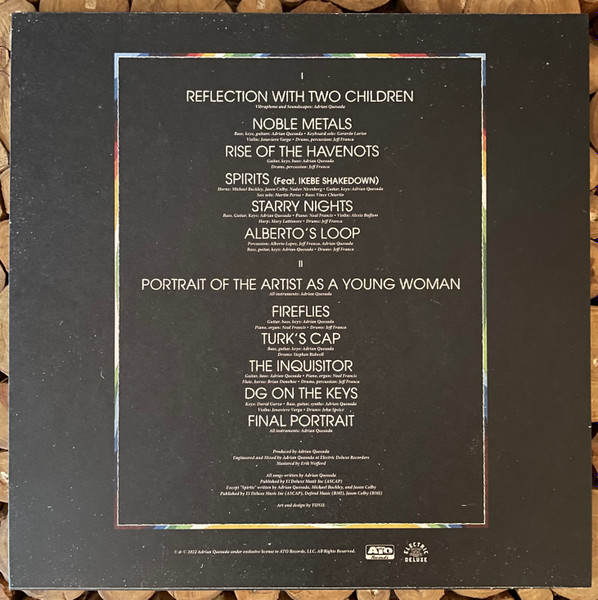 I
REFLECTION WITH TWO CHILDREN
Vibraphone and Soundscapes: Adrian Quesada
NOBLE METALS
Bass, keys, guitars: Adrian Quesada • Keyboard solo: Gerardo Larios
Violin: Jenavieve Varga • Drums, percussion: Jeff Franca
RISE OF THE HAVENOTS
Guitar, keys, bass: Adrian Quesada
Drums, percussion: Jeff Franca
SPIRITS (Feat. IKEBE SHAKEDOWN)
Horns: Michael Buckley, Jason Colby, Nadav Nirenberg • Guitar, keys: Adrian Quesada
Sax solo: Martin Perna • Bass: Vince Chiarito
STARRY NIGHTS
Bass, Guitar, Keys: Adrian Quesada • Piano: Neal Francis • Violin: Alexis Buffum
Harp: Mary Lattimore • Drums: Jeff Franca
ALBERTO'S LOOP
Percussion: Alberto Lopez, Jeff Franca, Adrian Quesada
Bass, guitar, keys: Adrian Quesada • Drums: Jeff Franca
II
PORTRAIT OF THE ARTIST AS A YOUNG WOMAN
All instruments: Adrian Quesada
FIREFLIES
Guitar, bass, keys: Adrian Quesada
Piano, organ: Neal Francis • Drums: Jeff Franca
TURK'S CAP
Bass, guitar, keys: Adrian Quesada
Drums: Stephen Bidwell
THE INQUISITOR
Guitar, bass: Adrian Quesada • Piano, organ: Neal Francis
Flute, horns: Brian Donohoe • Drums, percussion: Jeff Franca
DG ON THE KEYS
Keys: David Garza • Bass, guitar, synths: Adrian Quesada
Violin: Jenavieve Varga • Drums: John Speice
FINAL PORTRAIT
All instruments: Adrian Quesada
Produced by Adrian Quesada
Engineered and Mixed by Adrian Quesada at Electric Deluxe Recorders
Mastered by Erik Wofford
All songs written by Adrian Quesada
Published by El Deluxe Musik Inc (ASCAP)
Except "Spirits" written by Adrian Quesada, Michael Buckley, and Jason Colby
Published by El Deluxe Music Inc (ASCAP), Defend Music (BMI), Jason Colby (BMI)
Art and design by
℗ & © 2022 Adrian Quesada under exclusive license to ATO Records, LLC. All Rights Reserved.
ATO
Records
ELECTRIC
DELUXE